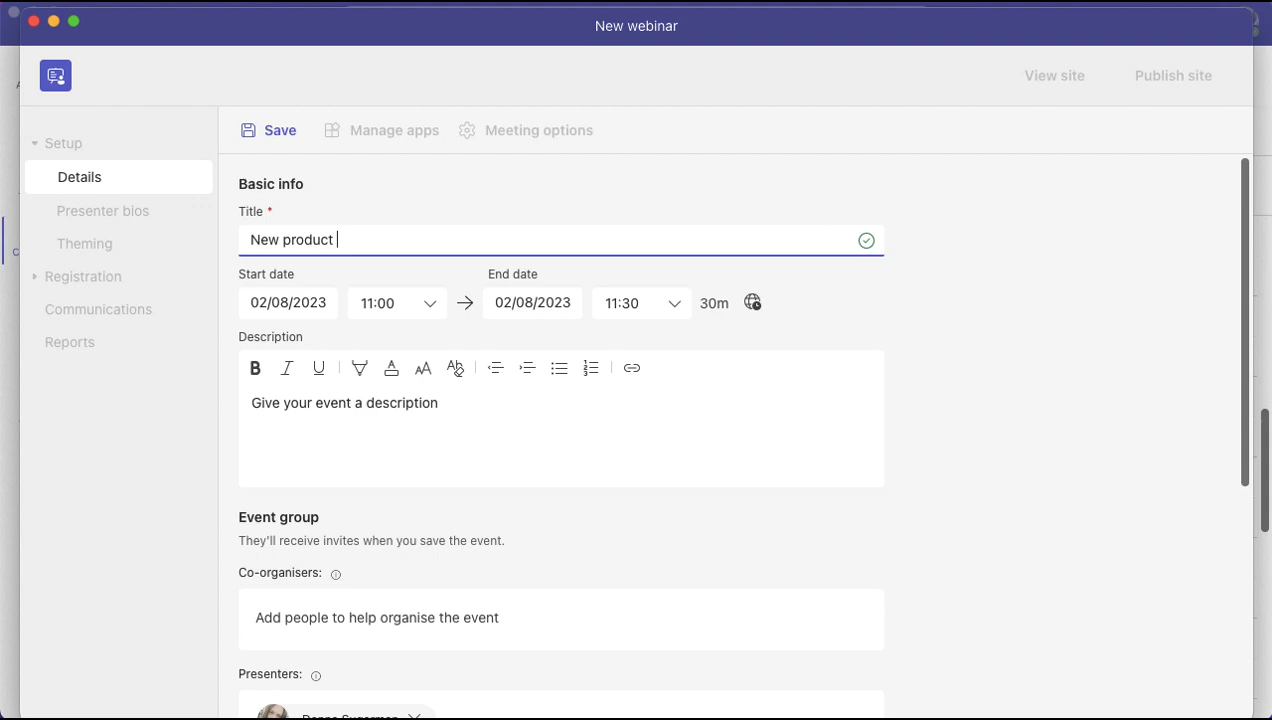 New webinar
View site
Publish site
Save
Manage apps
Meeting options
Setup
Details
Presenter bios
Theming
Registration
Communications
Reports
Basic info
Title *
New product
Start date
End date
02/08/2023 11:00 → 02/08/2023 11:30 30m
Description
Give your event a description
Event group
They'll receive invites when you save the event.
Co-organisers:
Add people to help organise the event
Presenters: